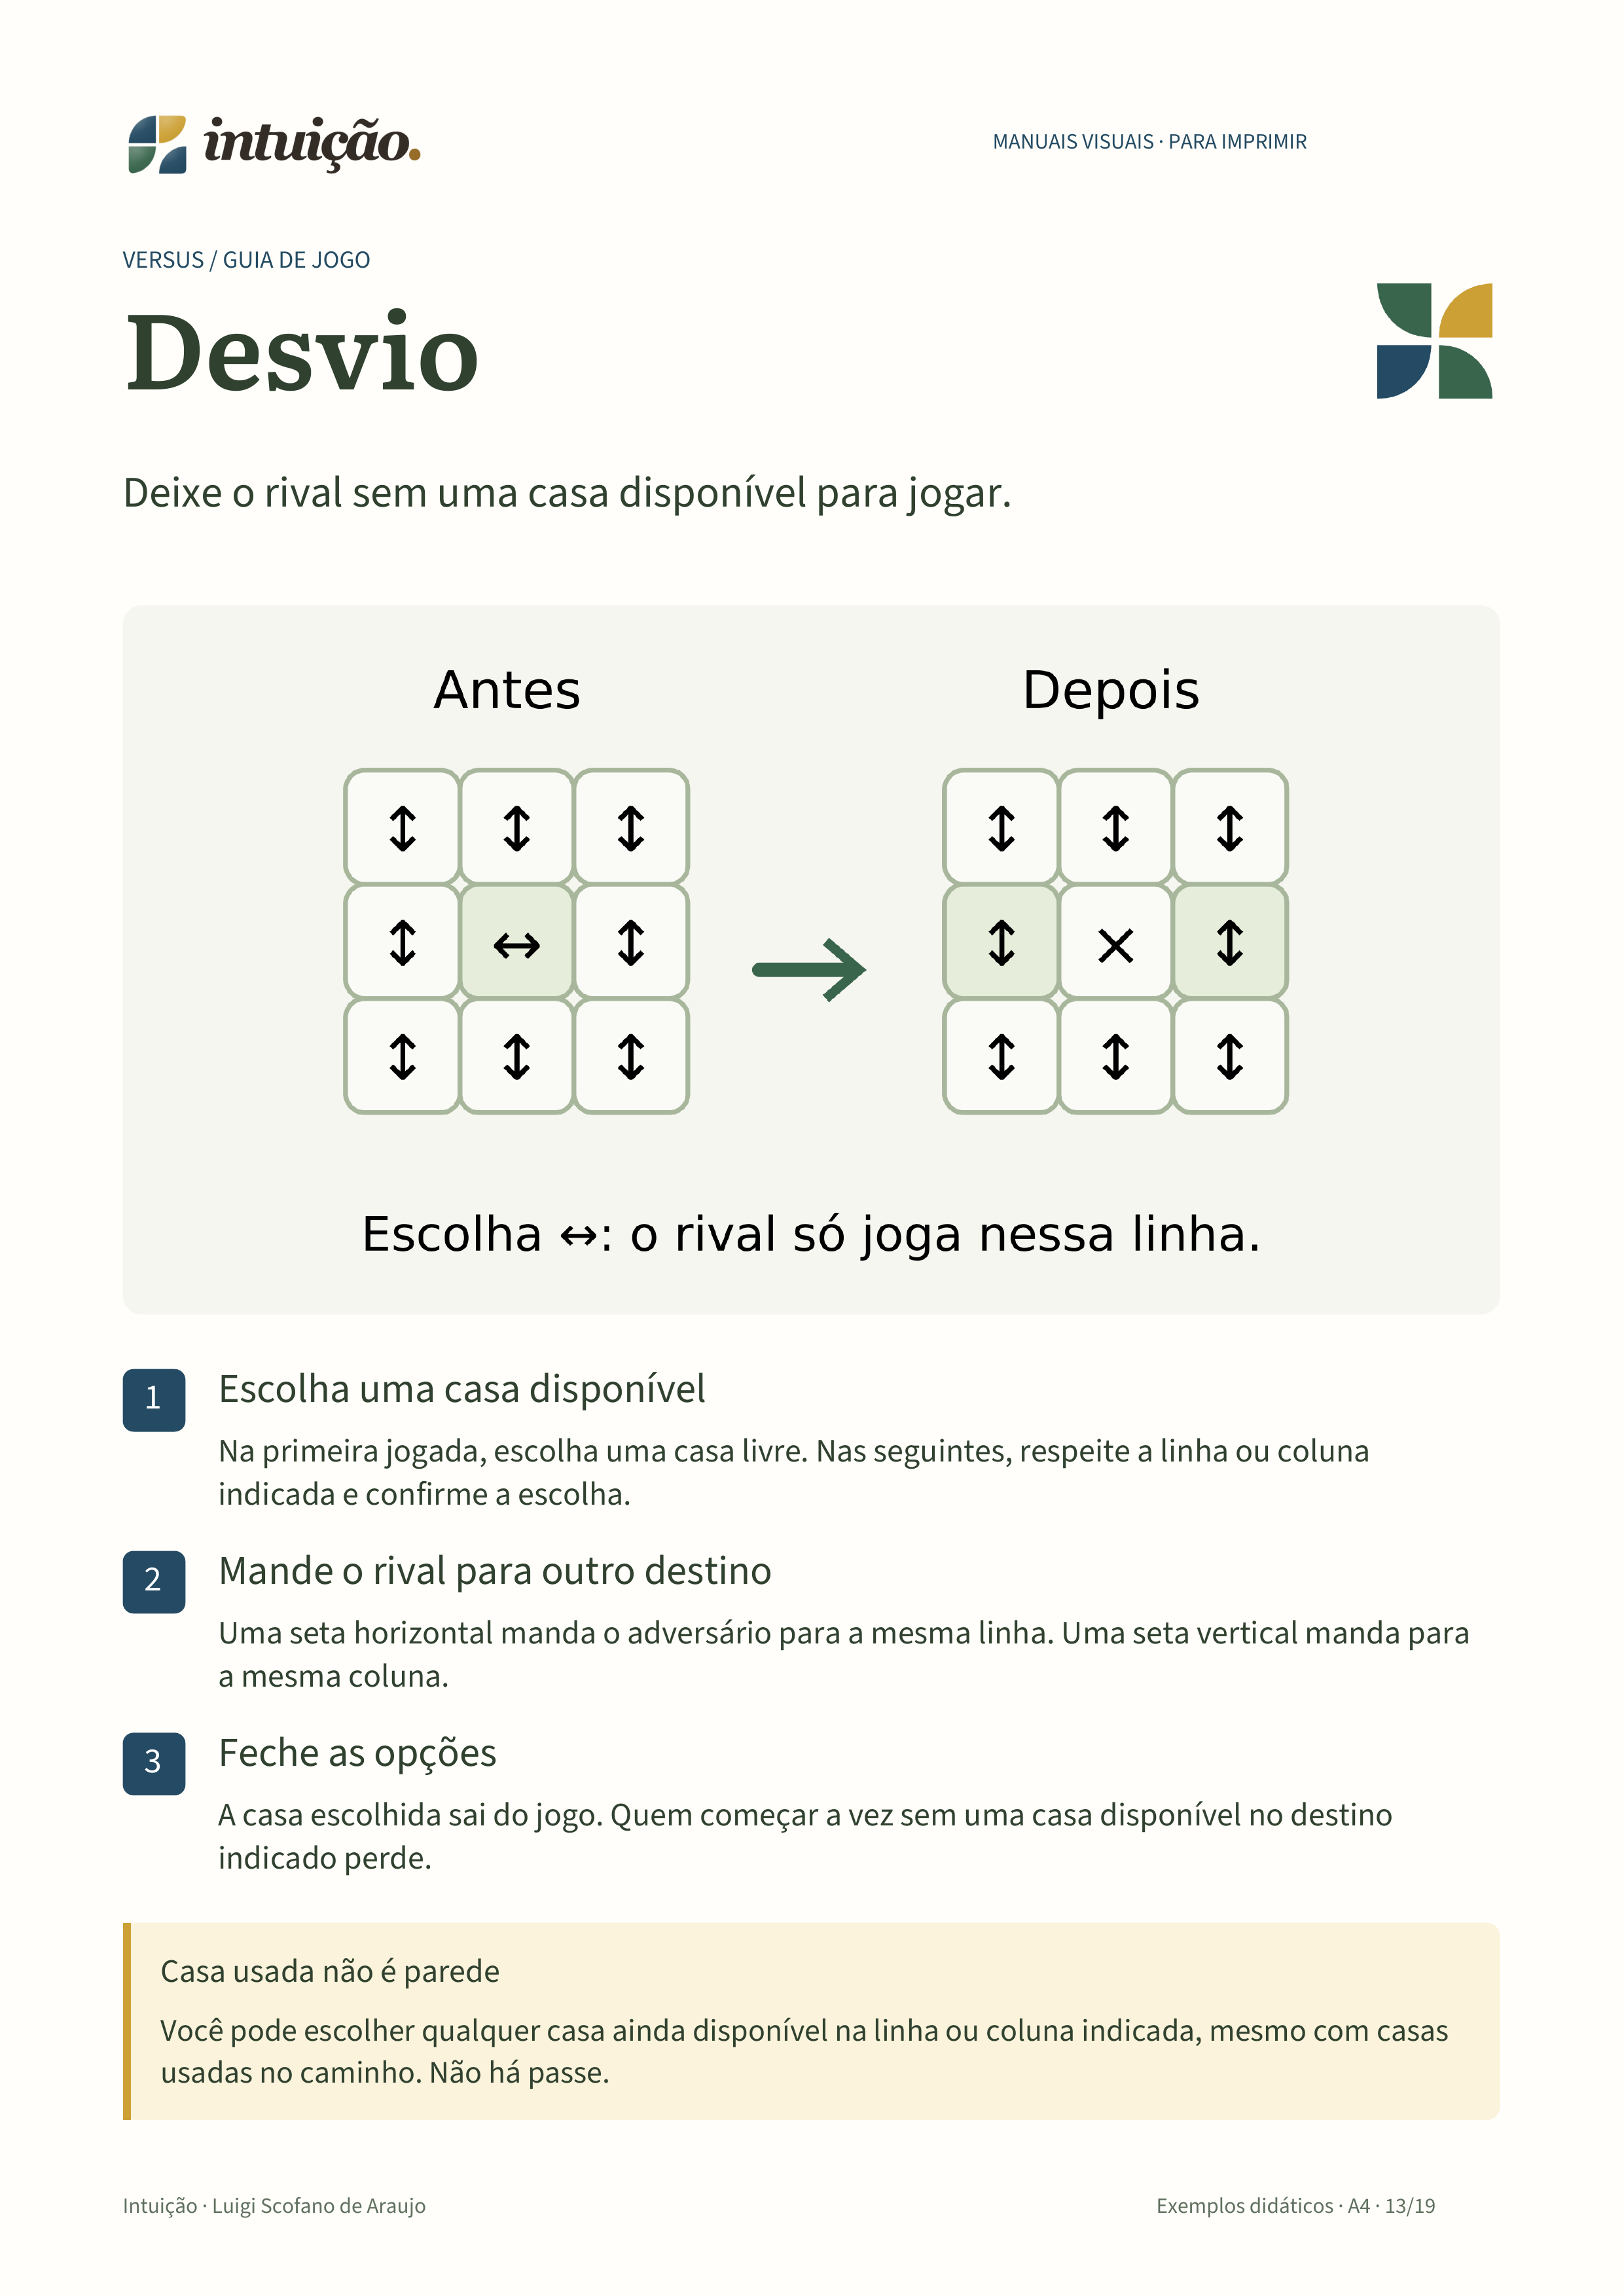 intuição.
MANUAIS VISUAIS · PARA IMPRIMIR
VERSUS / GUIA DE JOGO
Desvio
Deixe o rival sem uma casa disponível para jogar.
Antes
Depois
↕ ↕ ↕
↕ ↔ ↕
↕ ↕ ↕
→
↕ ↕ ↕
↕ × ↕
↕ ↕ ↕
Escolha ↔: o rival só joga nessa linha.
1
Escolha uma casa disponível
Na primeira jogada, escolha uma casa livre. Nas seguintes, respeite a linha ou coluna
indicada e confirme a escolha.
2
Mande o rival para outro destino
Uma seta horizontal manda o adversário para a mesma linha. Uma seta vertical manda para
a mesma coluna.
3
Feche as opções
A casa escolhida sai do jogo. Quem começar a vez sem uma casa disponível no destino
indicado perde.
Casa usada não é parede
Você pode escolher qualquer casa ainda disponível na linha ou coluna indicada, mesmo com casas
usadas no caminho. Não há passe.
Intuição · Luigi Scofano de Araujo
Exemplos didáticos · A4 · 13/19